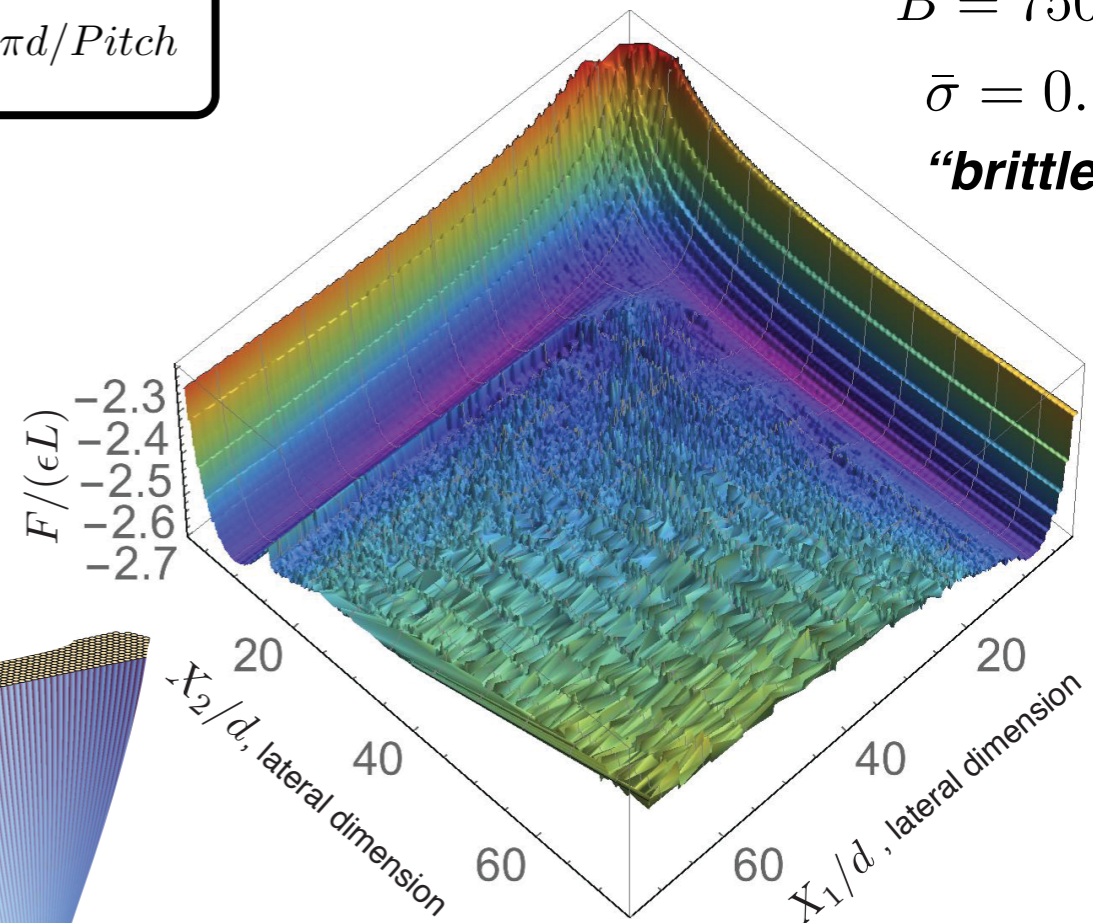 πd/Pitch
B = 750
σ̄ = 0.
“brittle
F/(ϵL)
−2.3
−2.4
−2.5
−2.6
−2.7
20
40
60
X₂/d, lateral dimension
20
40
60
X₁/d , lateral dimension